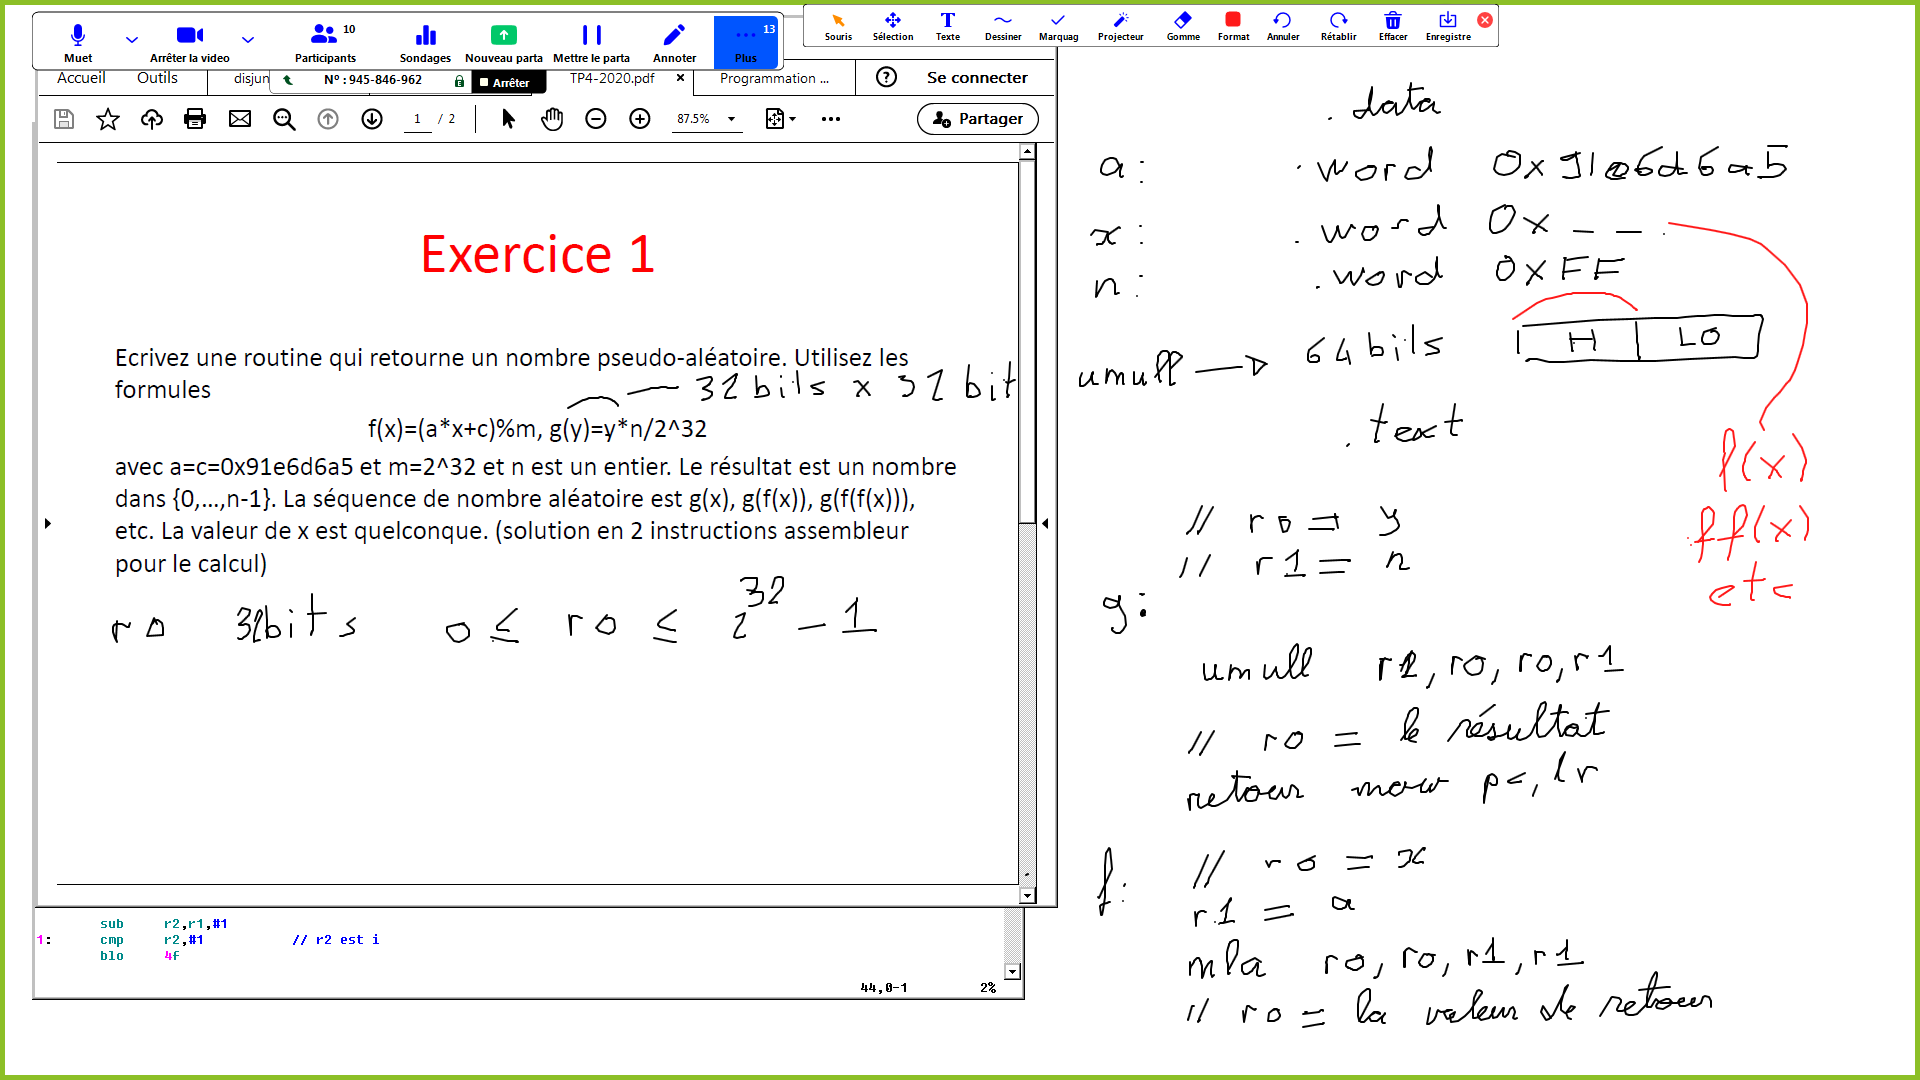 Muet
Arrêter la video
Participants
10
Sondages
Nouveau parta
Mettre le parta
Annoter
Plus
13
Souris
Sélection
Texte
Dessiner
Marquag
Projecteur
Gomme
Format
Annuler
Rétablir
Effacer
Enregistre
Accueil
Outils
disjun
N° : 945-846-962
Arrêter
TP4-2020.pdf
Programmation ...
Se connecter
1 / 2
87.5%
Partager
Exercice 1
Ecrivez une routine qui retourne un nombre pseudo-aléatoire. Utilisez les
formules
32 bits x 32 bit
f(x)=(a*x+c)%m, g(y)=y*n/2^32
avec a=c=0x91e6d6a5 et m=2^32 et n est un entier. Le résultat est un nombre
dans {0,...,n-1}. La séquence de nombre aléatoire est g(x), g(f(x)), g(f(f(x))),
etc. La valeur de x est quelconque. (solution en 2 instructions assembleur
pour le calcul)
r0 32bits 0 ≤ r0 ≤ 2^32 - 1
sub r2,r1,#1
1: cmp r2,#1 // r2 est i
blo 4f
44,0-1 2%
.data
a: .word 0x91e6d6a5
x: .word 0x _ _ .
n: .word 0xFF
umull → 64 bits H LO
.text
f(x)
ff(x)
etc
// r0 = y
// r1 = n
g:
umull r2, r0, r0, r1
// r0 = le résultat
retour mov pc, lr
f: // r0 = x
r1 = a
mla r0, r0, r1, r1
// r0 = la valeur de retour